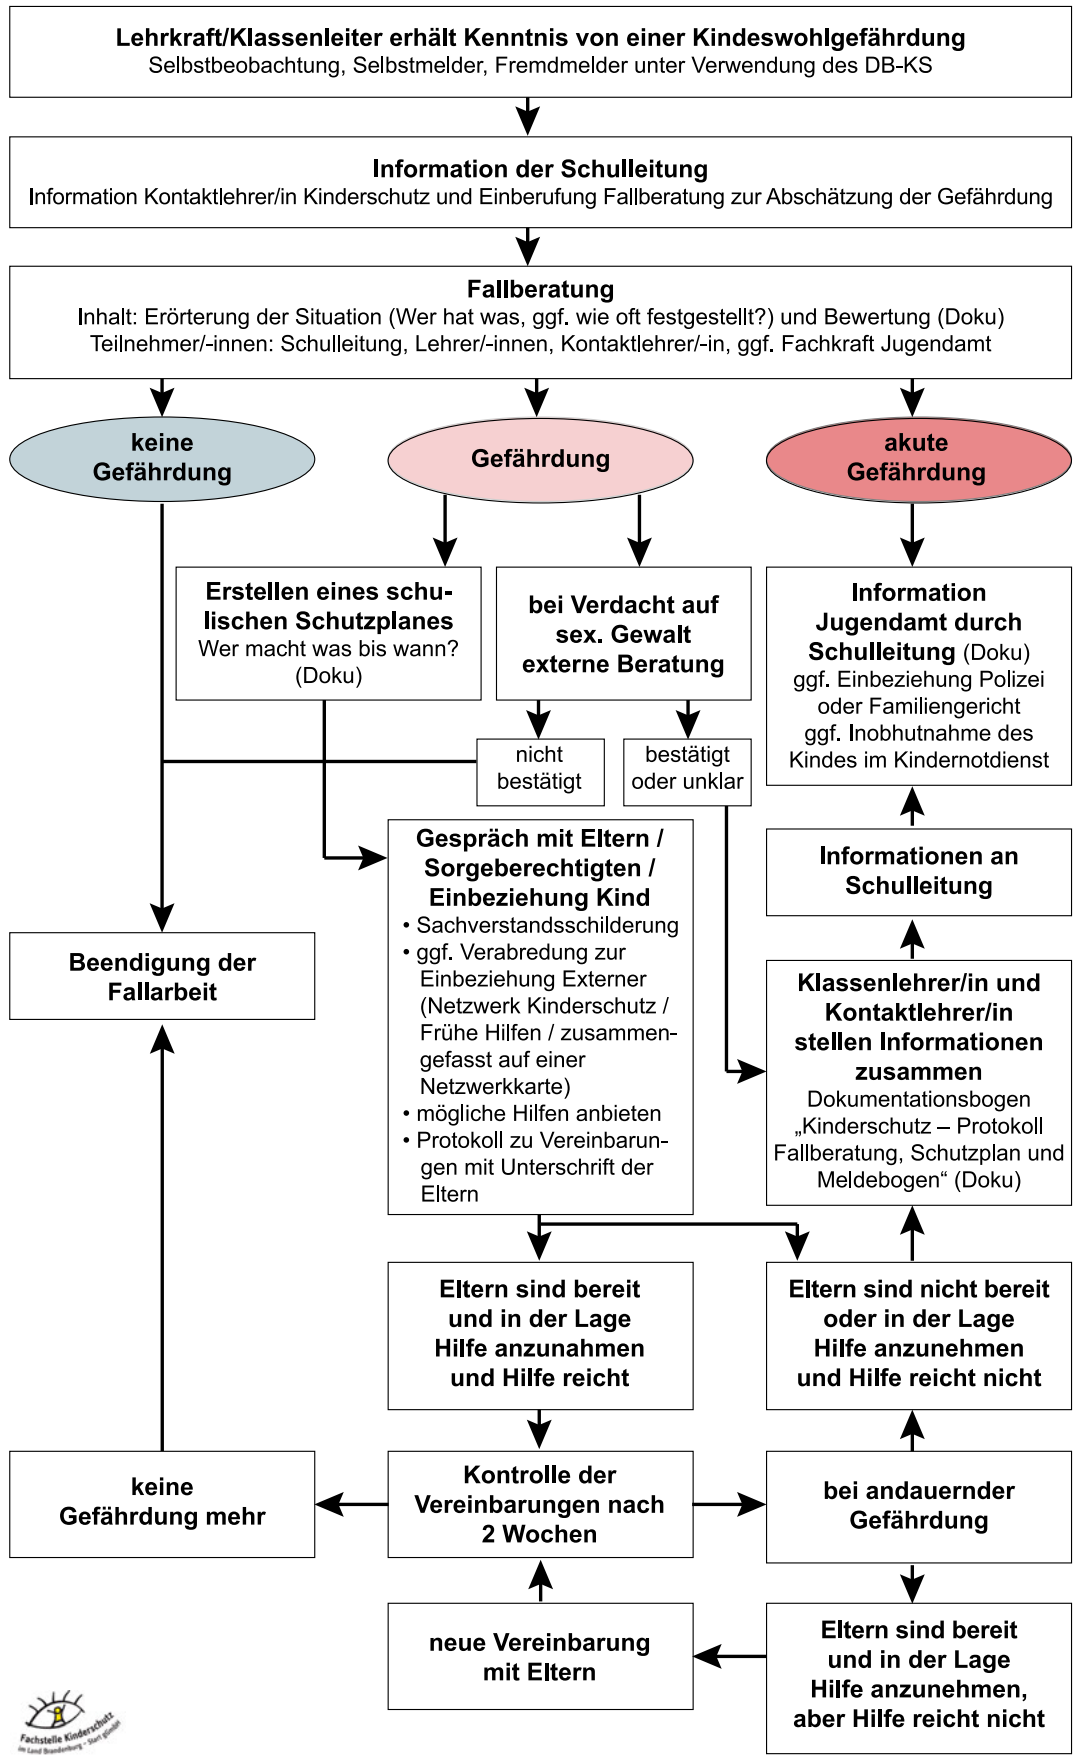 Lehrkraft/Klassenleiter erhält Kenntnis von einer Kindeswohlgefährdung
Selbstbeobachtung, Selbstmelder, Fremdmelder unter Verwendung des DB-KS
Information der Schulleitung
Information Kontaktlehrer/in Kinderschutz und Einberufung Fallberatung zur Abschätzung der Gefährdung
Fallberatung
Inhalt: Erörterung der Situation (Wer hat was, ggf. wie oft festgestellt?) und Bewertung (Doku)
Teilnehmer/-innen: Schulleitung, Lehrer/-innen, Kontaktlehrer/-in, ggf. Fachkraft Jugendamt
keine
Gefährdung
Gefährdung
akute
Gefährdung
Erstellen eines schu-
lischen Schutzplanes
Wer macht was bis wann?
(Doku)
bei Verdacht auf
sex. Gewalt
externe Beratung
Information
Jugendamt durch
Schulleitung (Doku)
ggf. Einbeziehung Polizei
oder Familiengericht
ggf. Inobhutnahme des
Kindes im Kindernotdienst
nicht
bestätigt
bestätigt
oder unklar
Gespräch mit Eltern /
Sorgeberechtigten /
Einbeziehung Kind
• Sachverstandsschilderung
• ggf. Verabredung zur
Einbeziehung Externer
(Netzwerk Kinderschutz /
Frühe Hilfen / zusammen-
gefasst auf einer
Netzwerkkarte)
• mögliche Hilfen anbieten
• Protokoll zu Vereinbarun-
gen mit Unterschrift der
Eltern
Informationen an
Schulleitung
Beendigung der
Fallarbeit
Klassenlehrer/in und
Kontaktlehrer/in
stellen Informationen
zusammen
Dokumentationsbogen
„Kinderschutz – Protokoll
Fallberatung, Schutzplan und
Meldebogen“ (Doku)
Eltern sind bereit
und in der Lage
Hilfe anzunahmen
und Hilfe reicht
Eltern sind nicht bereit
oder in der Lage
Hilfe anzunehmen
und Hilfe reicht nicht
keine
Gefährdung mehr
Kontrolle der
Vereinbarungen nach
2 Wochen
bei andauernder
Gefährdung
neue Vereinbarung
mit Eltern
Eltern sind bereit
und in der Lage
Hilfe anzunehmen,
aber Hilfe reicht nicht
Fachstelle Kinderschutz
im Land Brandenburg - Start gGmbH